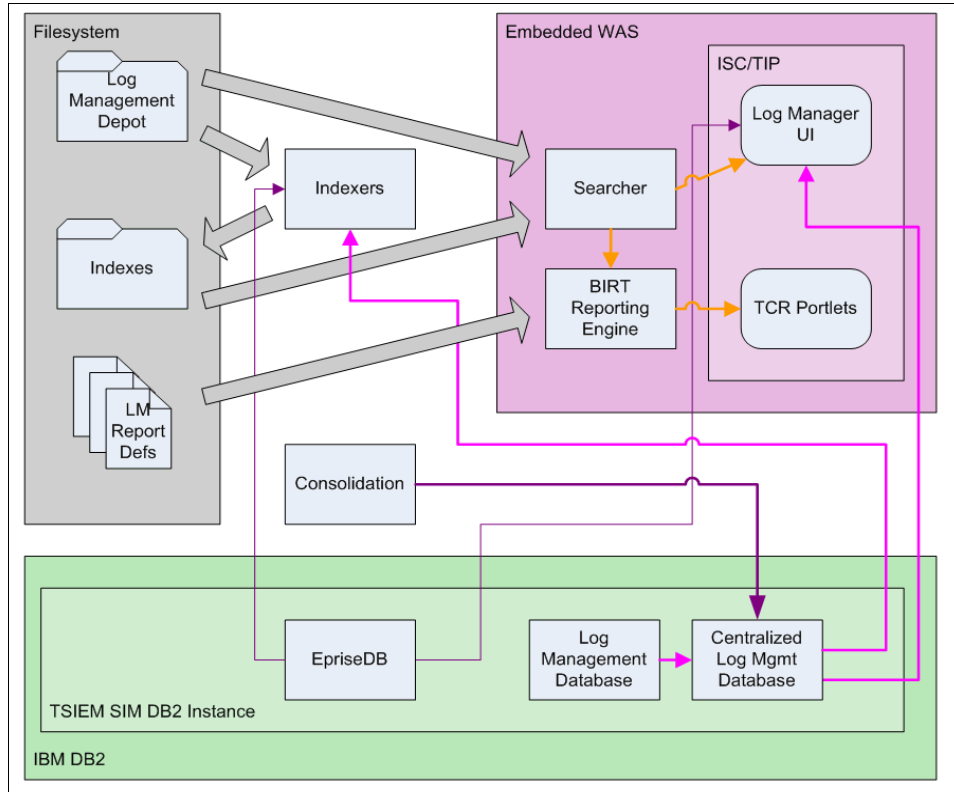 Filesystem
Log
Management
Depot
Indexes
LM
Report
Defs
Indexers
Consolidation
Embedded WAS
ISC/TIP
Log Manager
UI
Searcher
BIRT
Reporting
Engine
TCR Portlets
EpriseDB
Log
Management
Database
Centralized
Log Mgmt
Database
TSIEM SIM DB2 Instance
IBM DB2